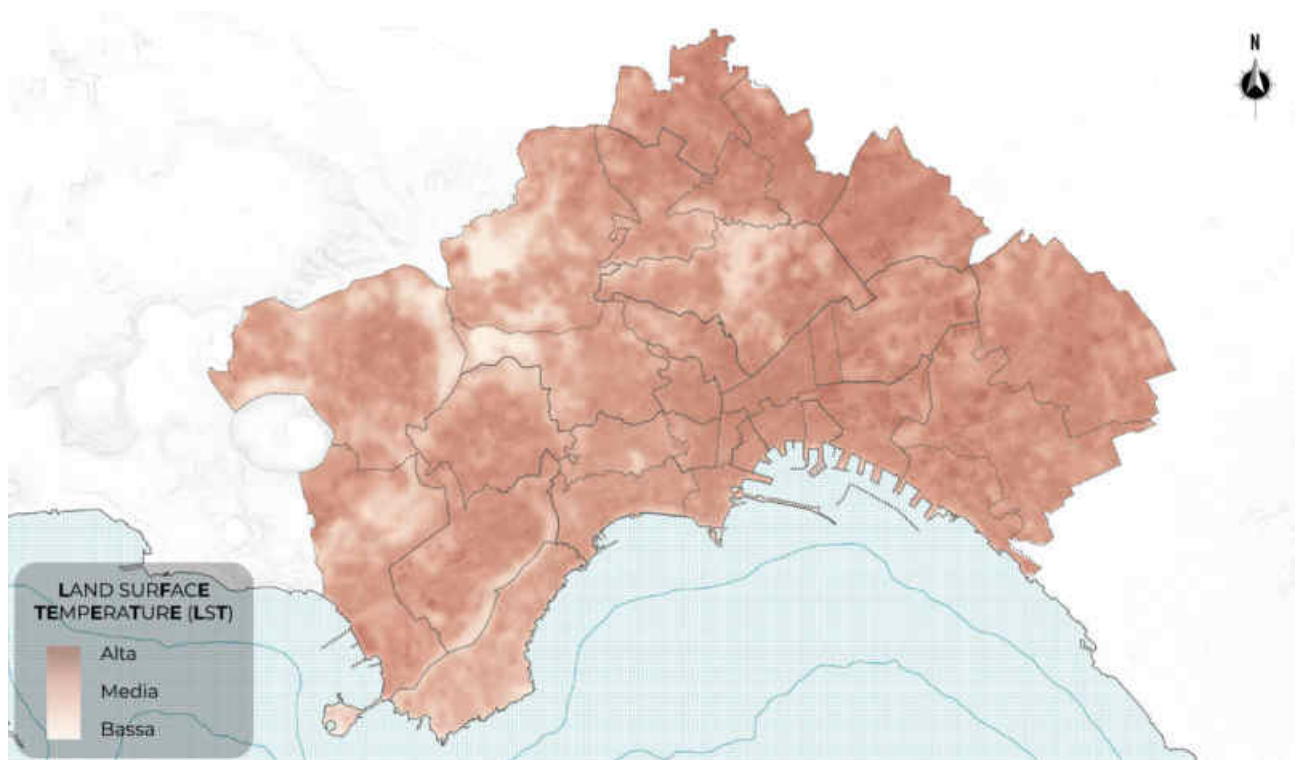 N
LAND SURFACE
TEMPERATURE (LST)
Alta
Media
Bassa